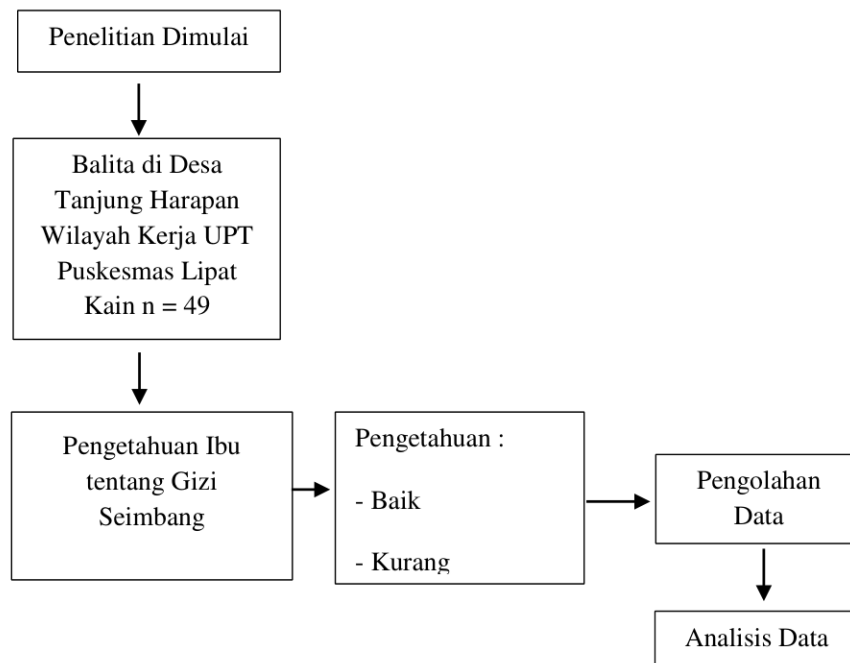 Penelitian Dimulai
Balita di Desa
Tanjung Harapan
Wilayah Kerja UPT
Puskesmas Lipat
Kain n = 49
Pengetahuan Ibu
tentang Gizi
Seimbang
Pengetahuan :
- Baik
- Kurang
Pengolahan
Data
Analisis Data